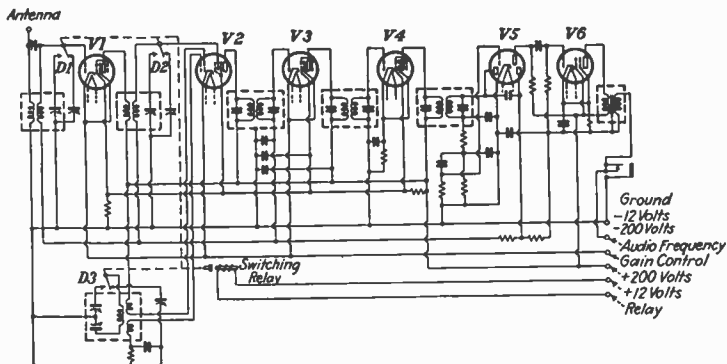 Antenna
V1
V2
V3
V4
V5
V6
D1
D2
D3
Switching
Relay
Ground
-12 Volts
-200 Volts
Audio Frequency
Gain Control
+200 Volts
+12 Volts
Relay